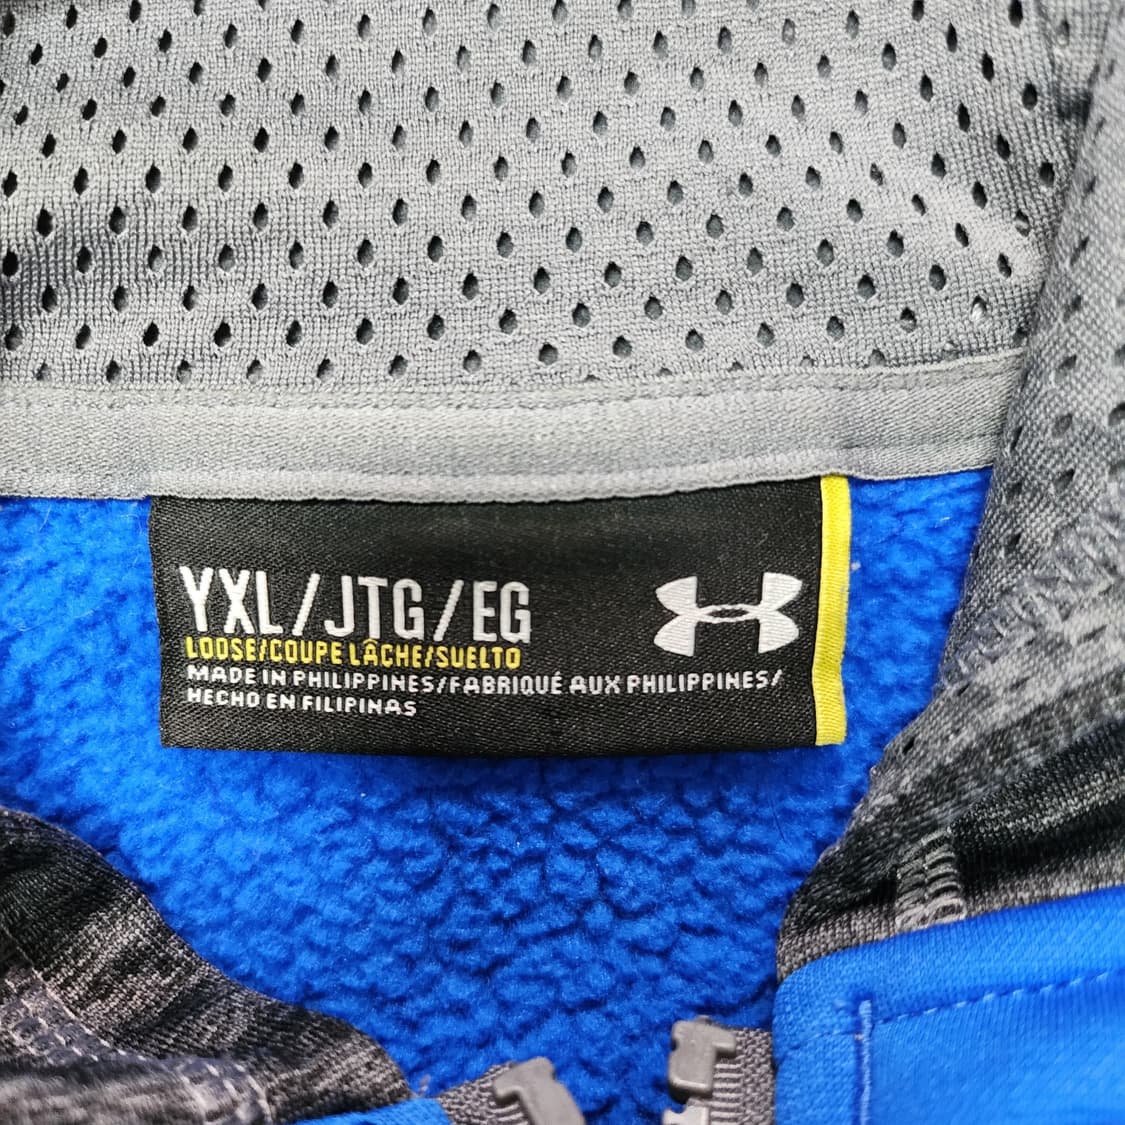 YXL/JTG/EG
LOOSE/COUPE LÂCHE/SUELTO
MADE IN PHILIPPINES/FABRIQUÉ AUX PHILIPPINES/
HECHO EN FILIPINAS